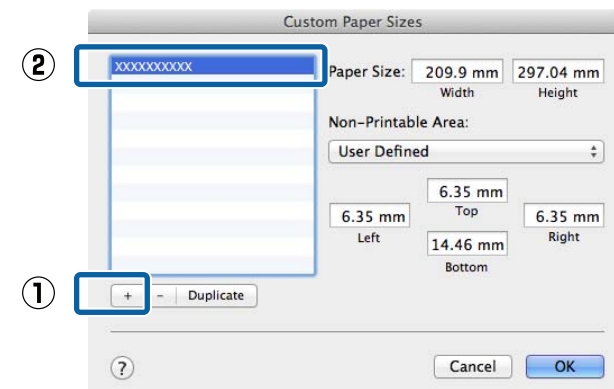 Custom Paper Sizes
② XXXXXXXXXX
Paper Size: 209.9 mm 297.04 mm
Width Height
Non-Printable Area:
User Defined
6.35 mm
Top
6.35 mm 6.35 mm
Left Right
14.46 mm
Bottom
① + - Duplicate
? Cancel OK